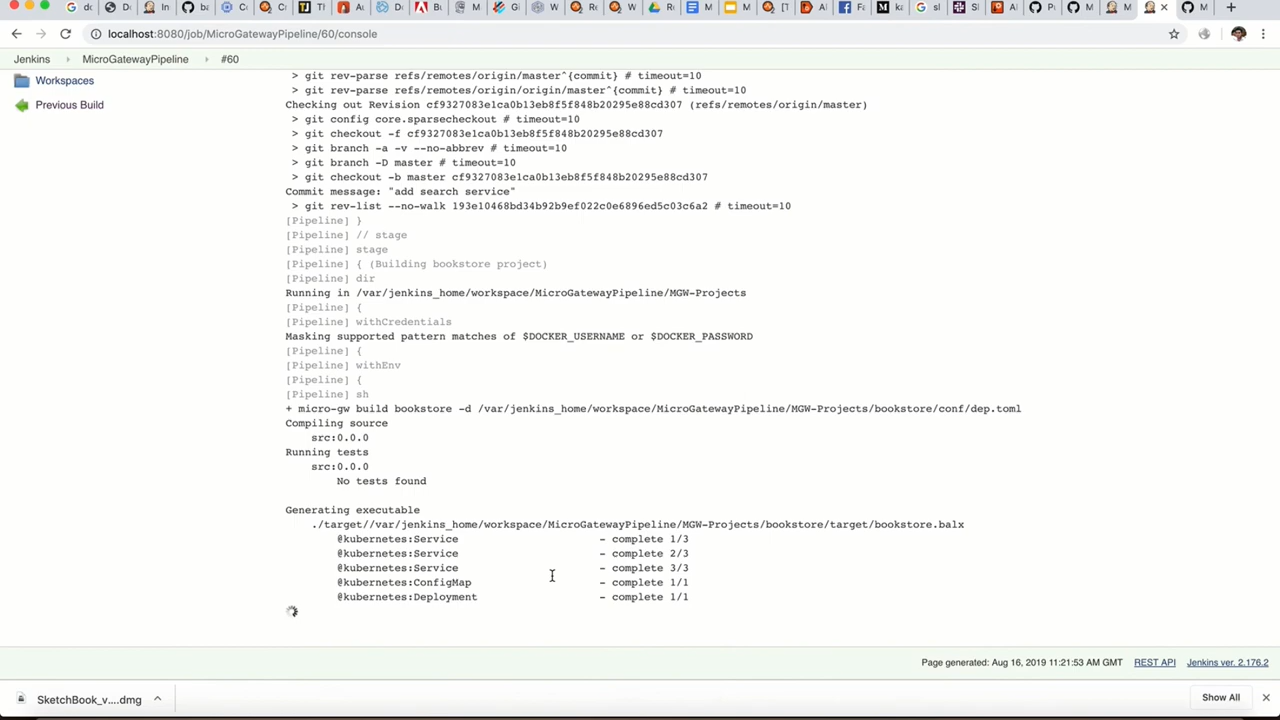 localhost:8080/job/MicroGatewayPipeline/60/console
Jenkins MicroGatewayPipeline #60
Workspaces
Previous Build
> git rev-parse refs/remotes/origin/master^{commit} # timeout=10
> git rev-parse refs/remotes/origin/origin/master^{commit} # timeout=10
Checking out Revision cf9327083e1ca0b13eb8f5f848b20295e88cd307 (refs/remotes/origin/master)
> git config core.sparsecheckout # timeout=10
> git checkout -f cf9327083e1ca0b13eb8f5f848b20295e88cd307
> git branch -a -v --no-abbrev # timeout=10
> git branch -D master # timeout=10
> git checkout -b master cf9327083e1ca0b13eb8f5f848b20295e88cd307
Commit message: "add search service"
> git rev-list --no-walk 193e10468bd34b92b9ef022c0e6896ed5c03c6a2 # timeout=10
[Pipeline] }
[Pipeline] // stage
[Pipeline] stage
[Pipeline] { (Building bookstore project)
[Pipeline] dir
Running in /var/jenkins_home/workspace/MicroGatewayPipeline/MGW-Projects
[Pipeline] {
[Pipeline] withCredentials
Masking supported pattern matches of $DOCKER_USERNAME or $DOCKER_PASSWORD
[Pipeline] {
[Pipeline] withEnv
[Pipeline] {
[Pipeline] sh
+ micro-gw build bookstore -d /var/jenkins_home/workspace/MicroGatewayPipeline/MGW-Projects/bookstore/conf/dep.toml
Compiling source
src:0.0.0
Running tests
src:0.0.0
No tests found
Generating executable
./target//var/jenkins_home/workspace/MicroGatewayPipeline/MGW-Projects/bookstore/target/bookstore.balx
@kubernetes:Service - complete 1/3
@kubernetes:Service - complete 2/3
@kubernetes:Service - complete 3/3
@kubernetes:ConfigMap - complete 1/1
@kubernetes:Deployment - complete 1/1
Page generated: Aug 16, 2019 11:21:53 AM GMT REST API Jenkins ver. 2.176.2
SketchBook_v....dmg
Show All